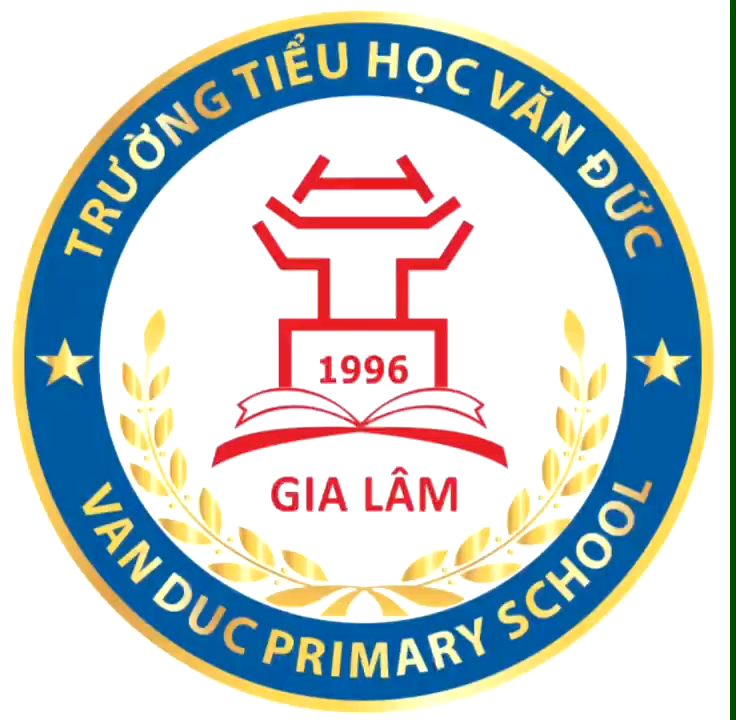 TRƯỜNG TIỂU HỌC VĂN ĐỨC
1996
GIA LÂM
VAN DUC PRIMARY SCHOOL